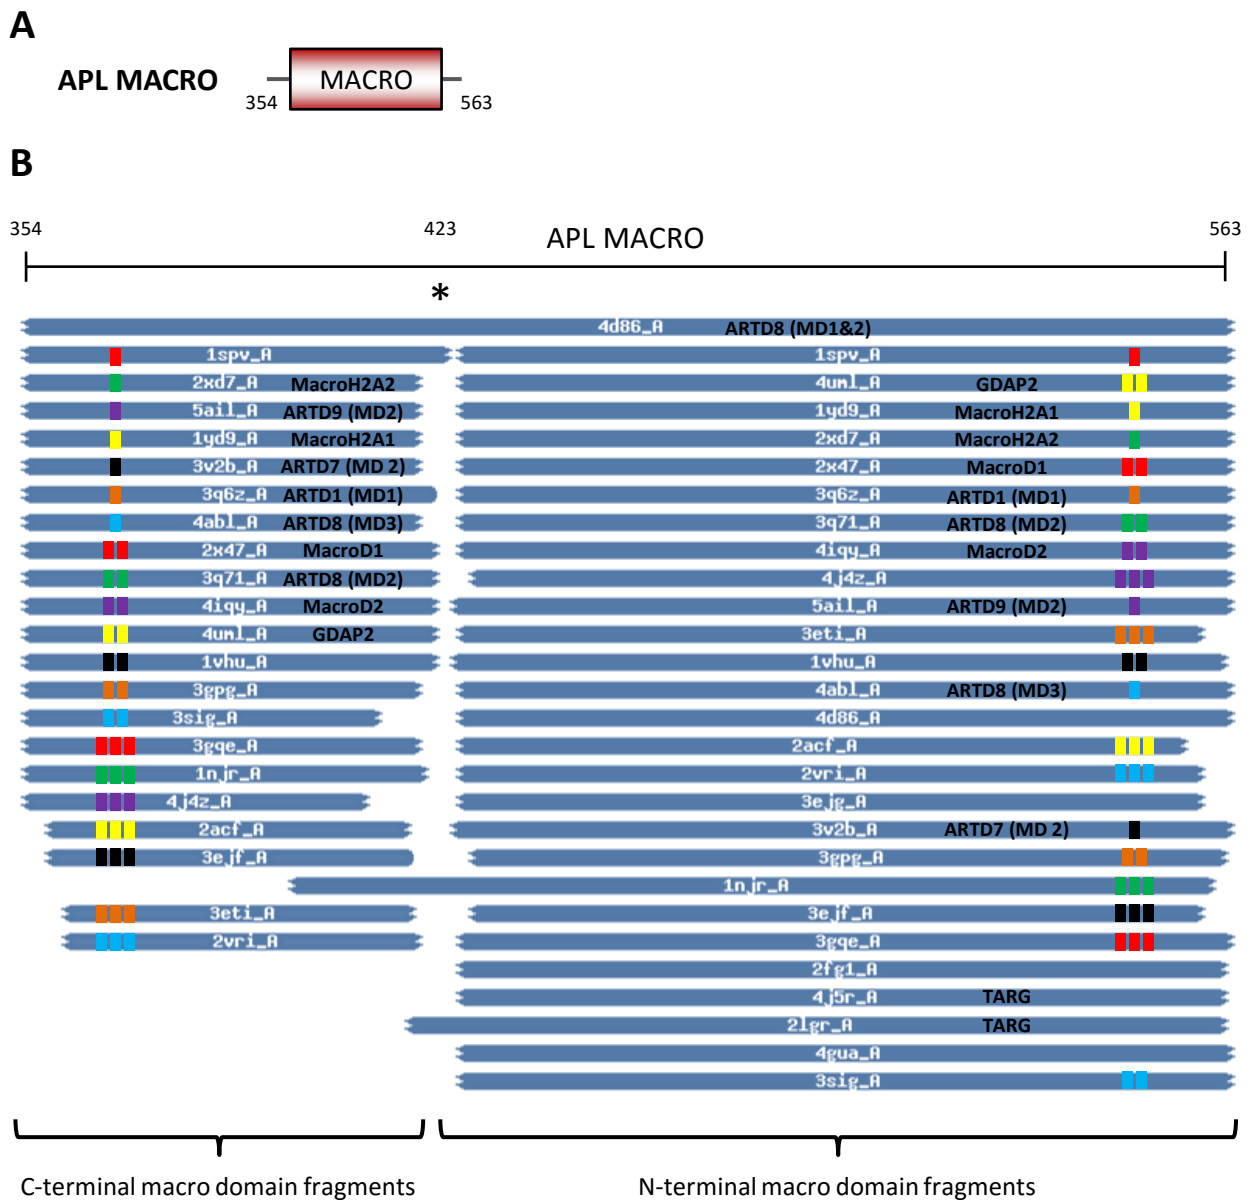 A
APL MACRO
MACRO
354
563
B
354
423
563
APL MACRO
*
4d86_A ARTD8 (MD1&2)
1spv_A 1spv_A
2xd7_A MacroH2A2 4uml_A GDAP2
5ail_A ARTD9 (MD2) 1yd9_A MacroH2A1
1yd9_A MacroH2A1 2xd7_A MacroH2A2
3v2b_A ARTD7 (MD 2) 2x47_A MacroD1
3q6z_A ARTD1 (MD1) 3q6z_A ARTD1 (MD1)
4abl_A ARTD8 (MD3) 3q71_A ARTD8 (MD2)
2x47_A MacroD1 4iqy_A MacroD2
3q71_A ARTD8 (MD2) 4j4z_A
4iqy_A MacroD2 5ail_A ARTD9 (MD2)
4uml_A GDAP2 3eti_A
1vhu_A 1vhu_A
3gpg_A 4abl_A ARTD8 (MD3)
3sig_A 4d86_A
3gqe_A 2acf_A
1njr_A 2vri_A
4j4z_A 3ejg_A
2acf_A 3v2b_A ARTD7 (MD 2)
3ejf_A 3gpg_A
1njr_A
3eti_A 3ejf_A
2vri_A 3gqe_A
2fg1_A
4j5r_A TARG
2lgr_A TARG
4gua_A
3sig_A
C-terminal macro domain fragments
N-terminal macro domain fragments